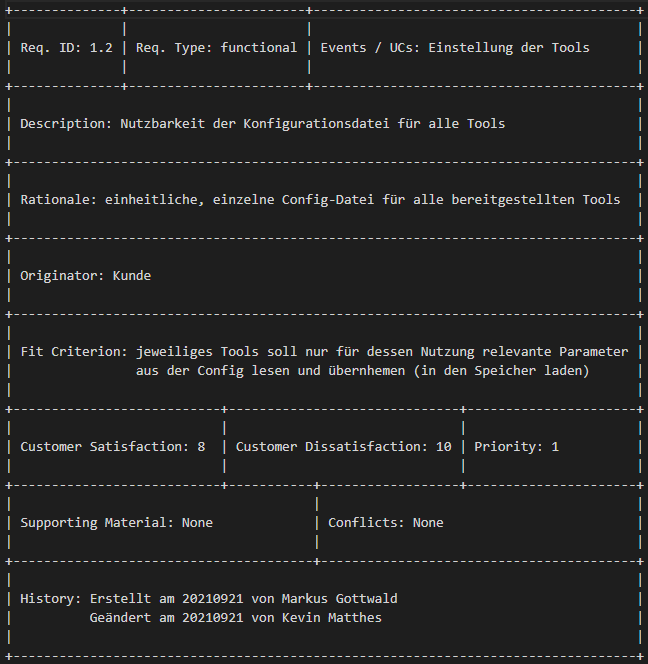 Req. ID: 1.2 Req. Type: functional Events / UCs: Einstellung der Tools
Description: Nutzbarkeit der Konfigurationsdatei für alle Tools
Rationale: einheitliche, einzelne Config-Datei für alle bereitgestellten Tools
Originator: Kunde
Fit Criterion: jeweiliges Tools soll nur für dessen Nutzung relevante Parameter
aus der Config lesen und übernhemen (in den Speicher laden)
Customer Satisfaction: 8 Customer Dissatisfaction: 10 Priority: 1
Supporting Material: None Conflicts: None
History: Erstellt am 20210921 von Markus Gottwald
Geändert am 20210921 von Kevin Matthes